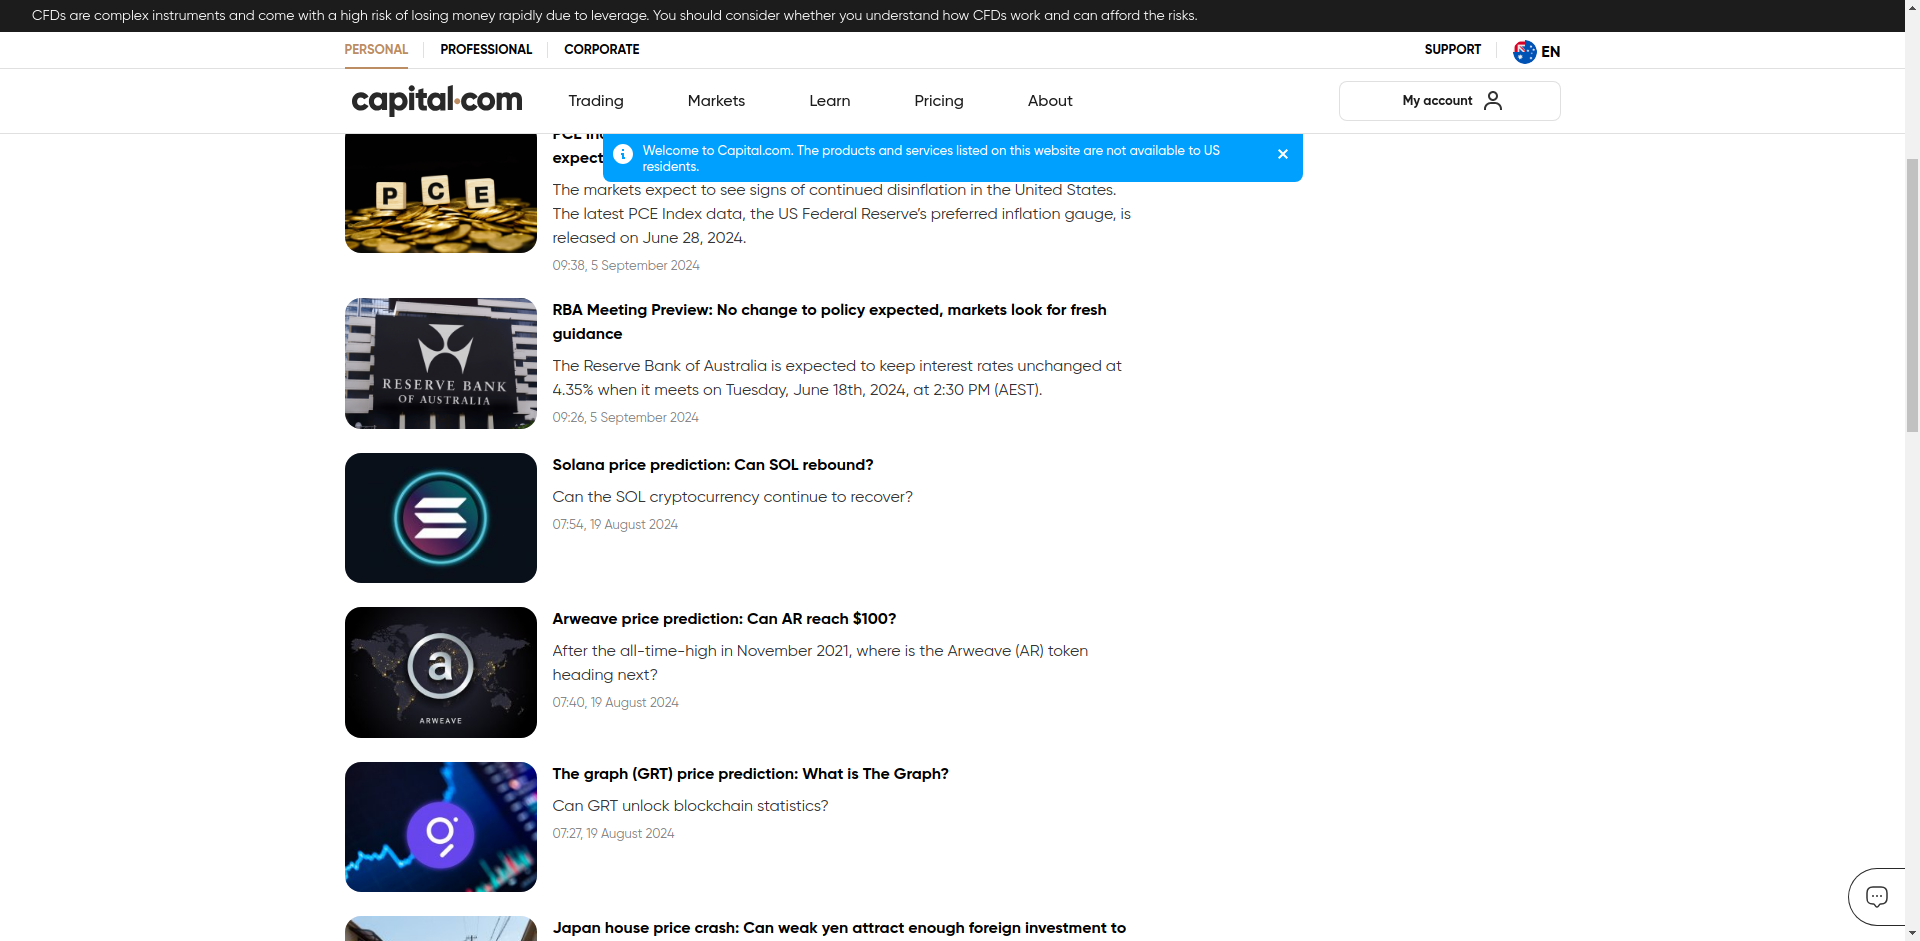 CFDs are complex instruments and come with a high risk of losing money rapidly due to leverage. You should consider whether you understand how CFDs work and can afford the risks.
PERSONAL
PROFESSIONAL
CORPORATE
SUPPORT
EN
capital.com
Trading
Markets
Learn
Pricing
About
My account
Welcome to Capital.com. The products and services listed on this website are not available to US
residents.
P C E
PCE
The markets expect to see signs of continued disinflation in the United States.
The latest PCE Index data, the US Federal Reserve's preferred inflation gauge, is
released on June 28, 2024.
09:38, 5 September 2024
RESERVE BANK
OF AUSTRALIA
RBA Meeting Preview: No change to policy expected, markets look for fresh
guidance
The Reserve Bank of Australia is expected to keep interest rates unchanged at
4.35% when it meets on Tuesday, June 18th, 2024, at 2:30 PM (AEST).
09:26, 5 September 2024
Solana price prediction: Can SOL rebound?
Can the SOL cryptocurrency continue to recover?
07:54, 19 August 2024
a
ARWEAVE
Arweave price prediction: Can AR reach $100?
After the all-time-high in November 2021, where is the Arweave (AR) token
heading next?
07:40, 19 August 2024
The graph (GRT) price prediction: What is The Graph?
Can GRT unlock blockchain statistics?
07:27, 19 August 2024
Japan house price crash: Can weak yen attract enough foreign investment to